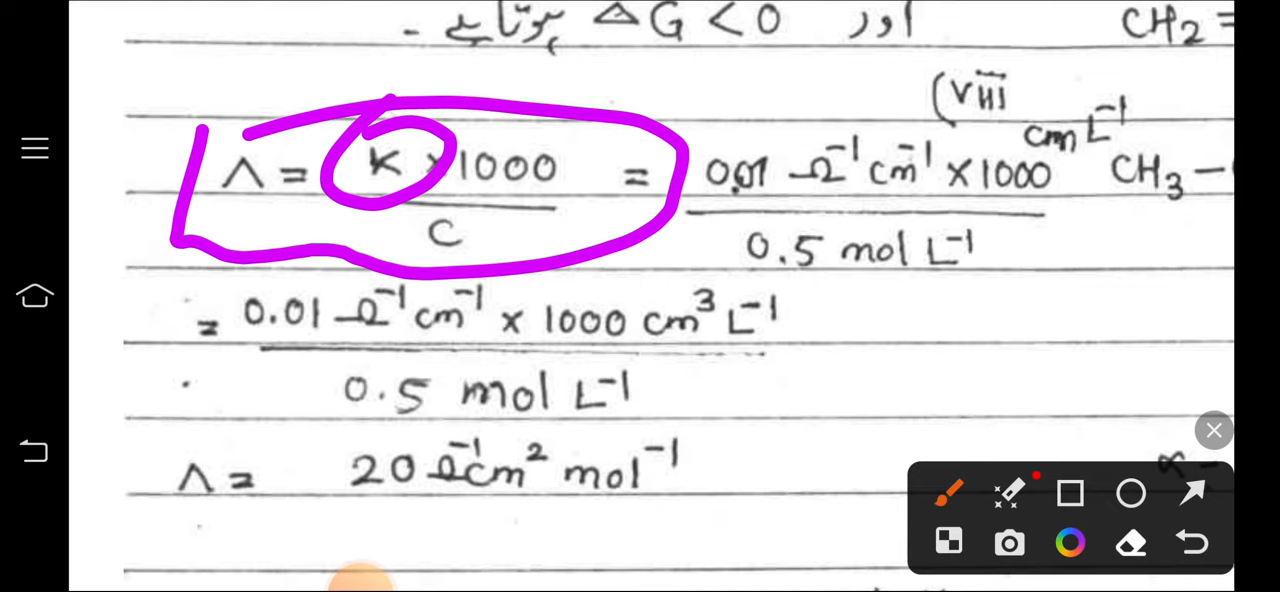 اور ΔG < 0 ہوتا ہے - CH₂ =
(VIII
Λ = K × 1000 / C = 0.01 Ω⁻¹ cm⁻¹ × 1000 cm L⁻¹ / 0.5 mol L⁻¹ CH₃ –
= 0.01 Ω⁻¹ cm⁻¹ × 1000 cm³ L⁻¹ / 0.5 mol L⁻¹
Λ = 20 Ω⁻¹ cm² mol⁻¹